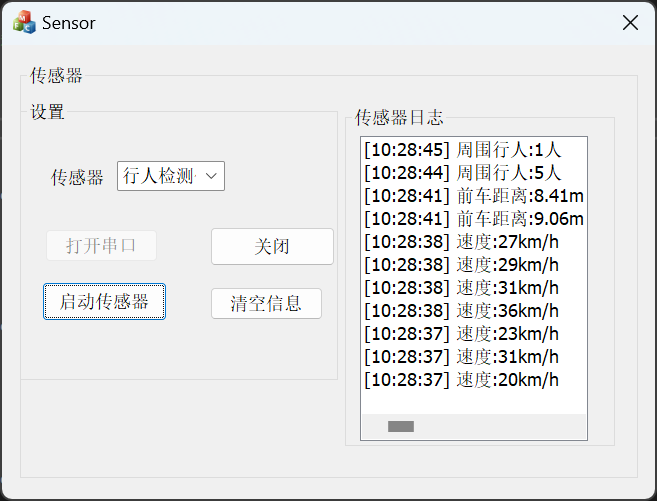 Sensor
传感器
设置
传感器
行人检测
打开串口
关闭
启动传感器
清空信息
传感器日志
[10:28:45] 周围行人:1人
[10:28:44] 周围行人:5人
[10:28:41] 前车距离:8.41m
[10:28:41] 前车距离:9.06m
[10:28:38] 速度:27km/h
[10:28:38] 速度:29km/h
[10:28:38] 速度:31km/h
[10:28:38] 速度:36km/h
[10:28:37] 速度:23km/h
[10:28:37] 速度:31km/h
[10:28:37] 速度:20km/h